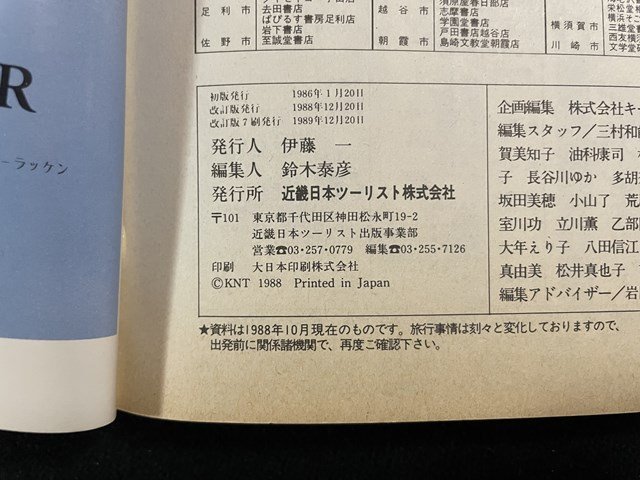 R
ーラッケン
足利市
去田書店
ぱぴるす書房足利店
岩下書店
佐野市
至誠堂書店
越谷市
須原屋春日部店
志摩書店
学園堂書店
戸田書店越谷店
朝霞市
島崎文教堂朝霞店
横須賀市
川崎市
栄松堂
三雄堂書
西友横須
文学堂
初版発行 1986年1月20日
改訂版発行 1988年12月20日
改訂版7刷発行 1989年12月20日
発行人 伊藤 一
編集人 鈴木泰彦
発行所 近畿日本ツーリスト株式会社
〒101 東京都千代田区神田松永町19-2
近畿日本ツーリスト出版事業部
営業☎03・257・0779 編集☎03・255・7126
印刷 大日本印刷株式会社
©KNT 1988 Printed in Japan
企画編集 株式会社キー
編集スタッフ／三村和
賀美知子 油科康司
子 長谷川ゆか 多胡
坂田美穂 小山了 荒
室川功 立川薫 乙部
大年えり子 八田信江
真由美 松井真也子
編集アドバイザー／岩
★資料は1988年10月現在のものです。旅行事情は刻々と変化しておりますので、
出発前に関係諸機関で、再度ご確認下さい。